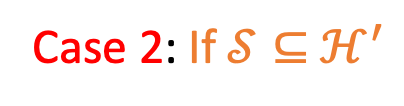 Case 2: If 𝒮 ⊆ ℋ′